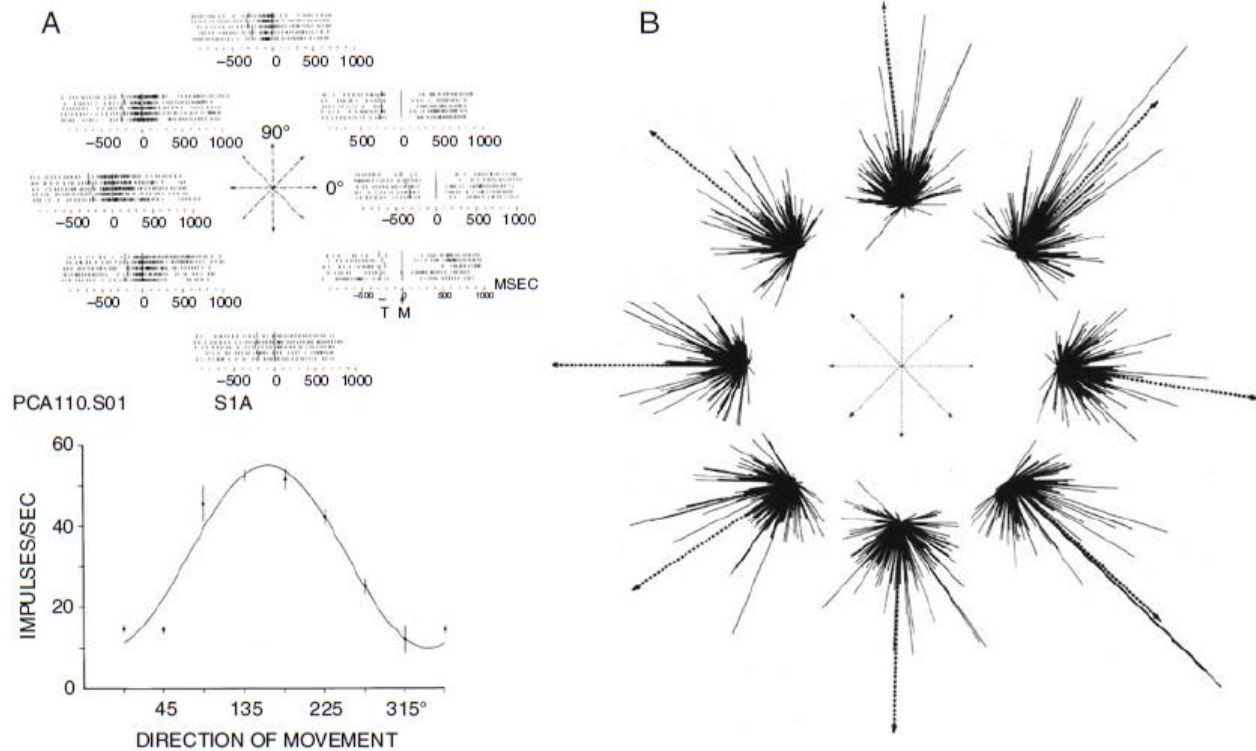 A
−500 0 500 1000
−500 0 500 1000
500 0 500 1000
90°
0°
−500 0 500 1000
−500 0 500 1000
−500 0 500 1000
−500 0 500 1000
MSEC
T M
−500 0 500 1000
PCA110.S01 S1A
60
40
20
0
IMPULSES/SEC
45 135 225 315°
DIRECTION OF MOVEMENT
B